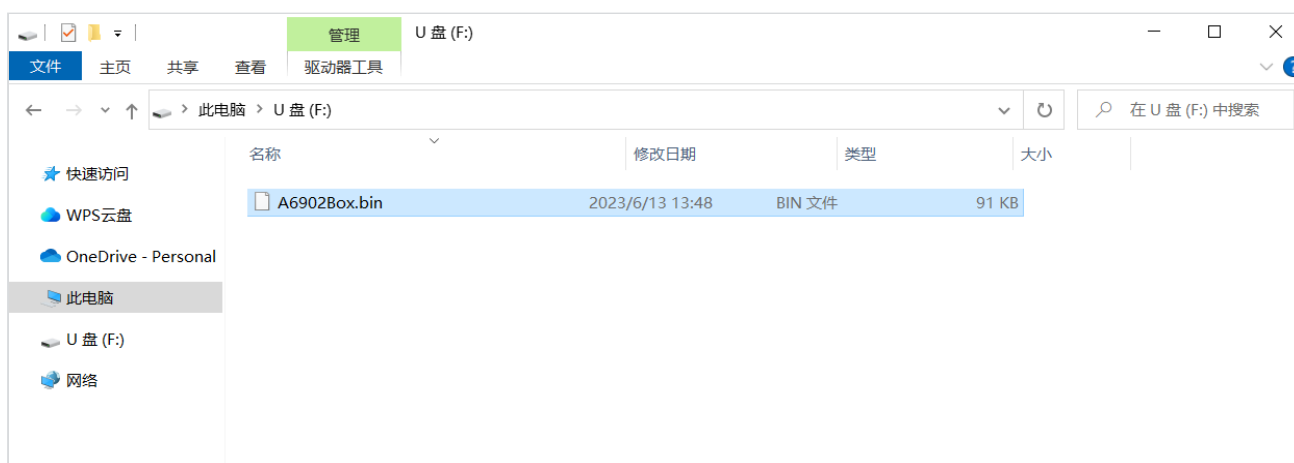 管理 U 盘 (F:)
文件 主页 共享 查看 驱动器工具
此电脑 U 盘 (F:) 在 U 盘 (F:) 中搜索
名称 修改日期 类型 大小
快速访问
A6902Box.bin 2023/6/13 13:48 BIN 文件 91 KB
WPS云盘
OneDrive - Personal
此电脑
U 盘 (F:)
网络